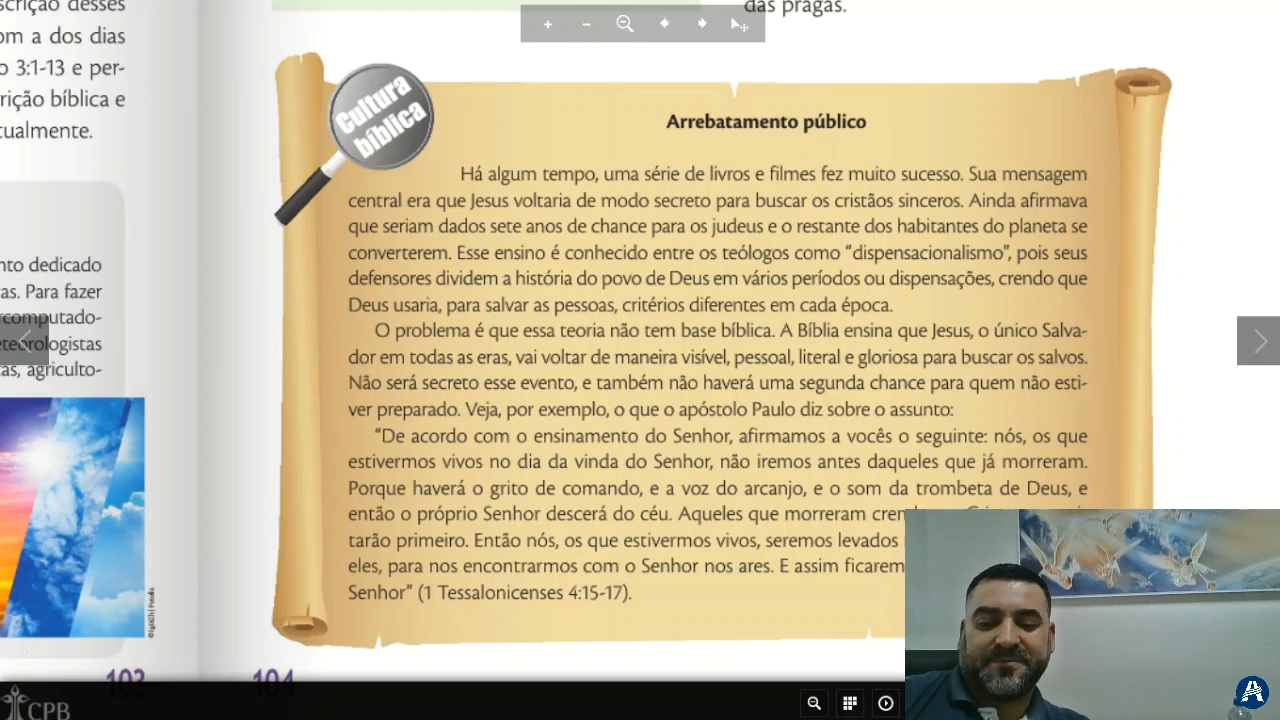 scrição desses
om a dos dias
o 3:1-13 e per-
rição bíblica e
tualmente.
nto dedicado
as. Para fazer
computado-
teorologistas
as, agriculto-
103
das pragas.
Cultura
bíblica
Arrebatamento público
Há algum tempo, uma série de livros e filmes fez muito sucesso. Sua mensagem
central era que Jesus voltaria de modo secreto para buscar os cristãos sinceros. Ainda afirmava
que seriam dados sete anos de chance para os judeus e o restante dos habitantes do planeta se
converterem. Esse ensino é conhecido entre os teólogos como “dispensacionalismo”, pois seus
defensores dividem a história do povo de Deus em vários períodos ou dispensações, crendo que
Deus usaria, para salvar as pessoas, critérios diferentes em cada época.
O problema é que essa teoria não tem base bíblica. A Bíblia ensina que Jesus, o único Salva-
dor em todas as eras, vai voltar de maneira visível, pessoal, literal e gloriosa para buscar os salvos.
Não será secreto esse evento, e também não haverá uma segunda chance para quem não esti-
ver preparado. Veja, por exemplo, o que o apóstolo Paulo diz sobre o assunto:
“De acordo com o ensinamento do Senhor, afirmamos a vocês o seguinte: nós, os que
estivermos vivos no dia da vinda do Senhor, não iremos antes daqueles que já morreram.
Porque haverá o grito de comando, e a voz do arcanjo, e o som da trombeta de Deus, e
então o próprio Senhor descerá do céu. Aqueles que morreram cren
tarão primeiro. Então nós, os que estivermos vivos, seremos levados
eles, para nos encontrarmos com o Senhor nos ares. E assim ficarem
Senhor” (1 Tessalonicenses 4:15-17).
104
CPB